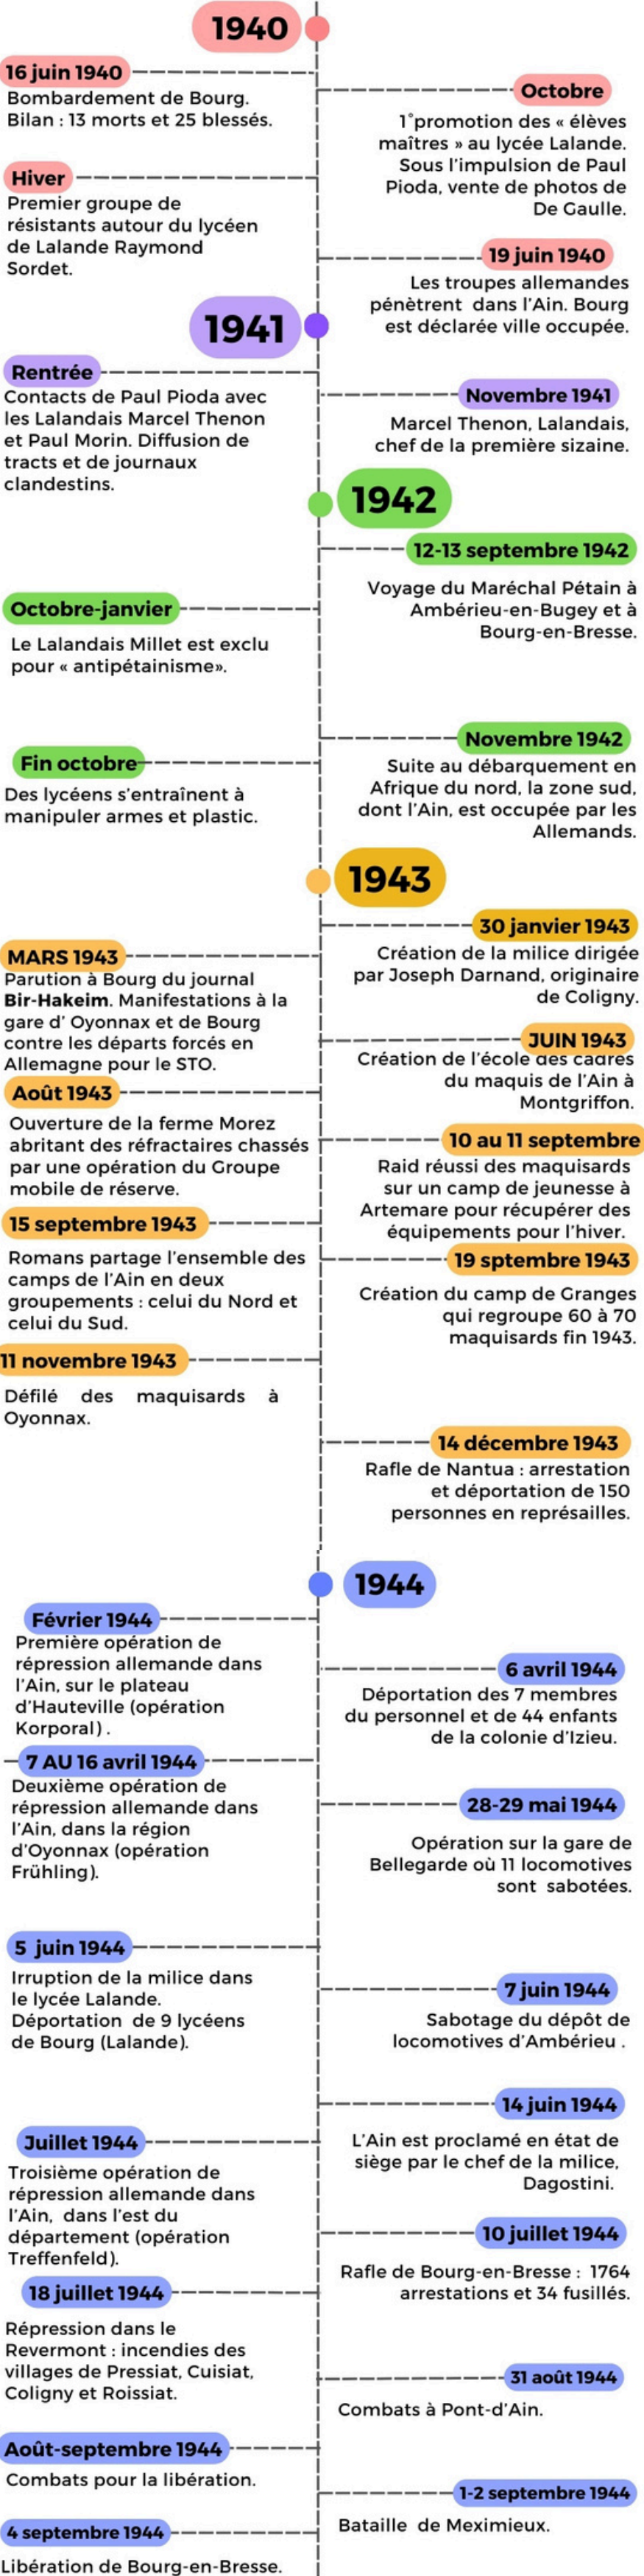 1940
16 juin 1940
Bombardement de Bourg.
Bilan : 13 morts et 25 blessés.
Octobre
1°promotion des « élèves
maîtres » au lycée Lalande.
Sous l'impulsion de Paul
Pioda, vente de photos de
De Gaulle.
Hiver
Premier groupe de
résistants autour du lycéen
de Lalande Raymond
Sordet.
19 juin 1940
Les troupes allemandes
pénètrent dans l'Ain. Bourg
est déclarée ville occupée.
1941
Rentrée
Contacts de Paul Pioda avec
les Lalandais Marcel Thenon
et Paul Morin. Diffusion de
tracts et de journaux
clandestins.
Novembre 1941
Marcel Thenon, Lalandais,
chef de la première sizaine.
1942
12-13 septembre 1942
Voyage du Maréchal Pétain à
Ambérieu-en-Bugey et à
Bourg-en-Bresse.
Octobre-janvier
Le Lalandais Millet est exclu
pour « antipétainisme».
Novembre 1942
Suite au débarquement en
Afrique du nord, la zone sud,
dont l'Ain, est occupée par les
Allemands.
Fin octobre
Des lycéens s'entraînent à
manipuler armes et plastic.
1943
30 janvier 1943
Création de la milice dirigée
par Joseph Darnand, originaire
de Coligny.
MARS 1943
Parution à Bourg du journal
Bir-Hakeim. Manifestations à la
gare d' Oyonnax et de Bourg
contre les départs forcés en
Allemagne pour le STO.
JUIN 1943
Création de l'école des cadres
du maquis de l'Ain à
Montgriffon.
Août 1943
Ouverture de la ferme Morez
abritant des réfractaires chassés
par une opération du Groupe
mobile de réserve.
10 au 11 septembre
Raid réussi des maquisards
sur un camp de jeunesse à
Artemare pour récupérer des
équipements pour l'hiver.
15 septembre 1943
Romans partage l'ensemble des
camps de l'Ain en deux
groupements : celui du Nord et
celui du Sud.
19 sptembre 1943
Création du camp de Granges
qui regroupe 60 à 70
maquisards fin 1943.
11 novembre 1943
Défilé des maquisards à
Oyonnax.
14 décembre 1943
Rafle de Nantua : arrestation
et déportation de 150
personnes en représailles.
1944
Février 1944
Première opération de
répression allemande dans
l'Ain, sur le plateau
d'Hauteville (opération
Korporal) .
6 avril 1944
Déportation des 7 membres
du personnel et de 44 enfants
de la colonie d'Izieu.
7 AU 16 avril 1944
Deuxième opération de
répression allemande dans
l'Ain, dans la région
d'Oyonnax (opération
Frühling).
28-29 mai 1944
Opération sur la gare de
Bellegarde où 11 locomotives
sont sabotées.
5 juin 1944
Irruption de la milice dans
le lycée Lalande.
Déportation de 9 lycéens
de Bourg (Lalande).
7 juin 1944
Sabotage du dépôt de
locomotives d'Ambérieu .
14 juin 1944
L'Ain est proclamé en état de
siège par le chef de la milice,
Dagostini.
Juillet 1944
Troisième opération de
répression allemande dans
l'Ain, dans l'est du
département (opération
Treffenfeld).
10 juillet 1944
Rafle de Bourg-en-Bresse : 1764
arrestations et 34 fusillés.
18 juillet 1944
Répression dans le
Revermont : incendies des
villages de Pressiat, Cuisiat,
Coligny et Roissiat.
31 août 1944
Combats à Pont-d'Ain.
Août-septembre 1944
Combats pour la libération.
1-2 septembre 1944
Bataille de Meximieux.
4 septembre 1944
Libération de Bourg-en-Bresse.